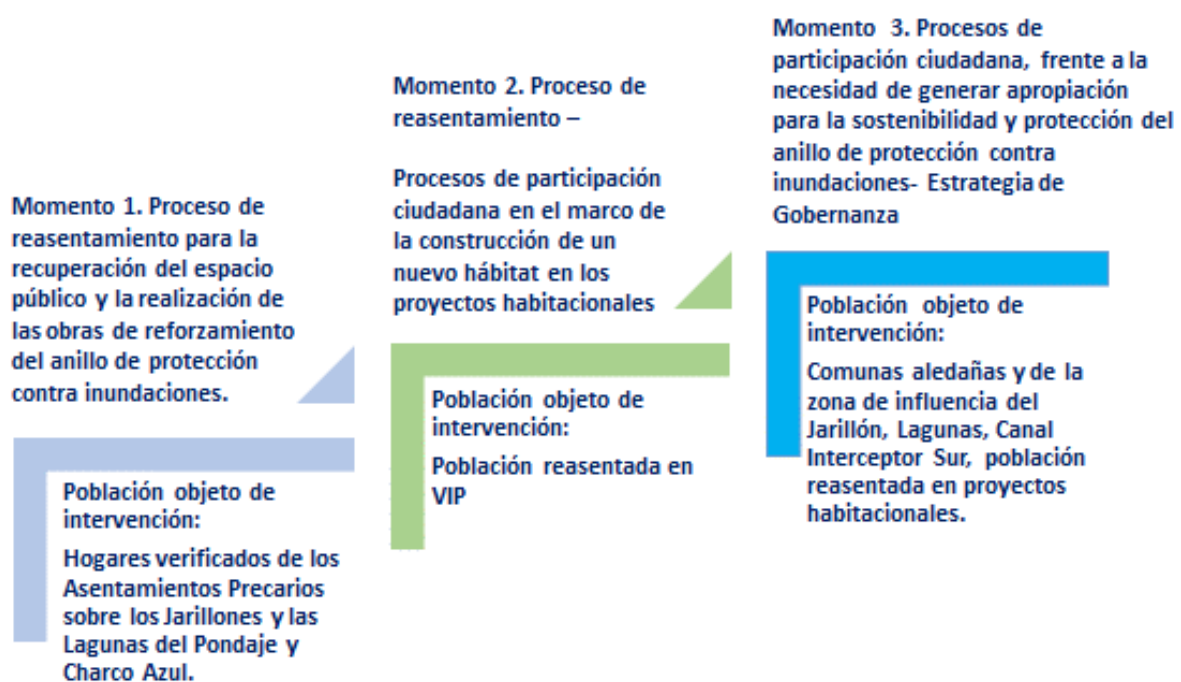 Momento 1. Proceso de
reasentamiento para la
recuperación del espacio
público y la realización de
las obras de reforzamiento
del anillo de protección
contra inundaciones.
Población objeto de
intervención:
Hogares verificados de los
Asentamientos Precarios
sobre los Jarillones y las
Lagunas del Pondaje y
Charco Azul.
Momento 2. Proceso de
reasentamiento –
Procesos de participación
ciudadana en el marco de
la construcción de un
nuevo hábitat en los
proyectos habitacionales
Población objeto de
intervención:
Población reasentada en
VIP
Momento 3. Procesos de
participación ciudadana, frente a la
necesidad de generar apropiación
para la sostenibilidad y protección del
anillo de protección contra
inundaciones- Estrategia de
Gobernanza
Población objeto de
intervención:
Comunas aledañas y de la
zona de influencia del
Jarillón, Lagunas, Canal
Interceptor Sur, población
reasentada en proyectos
habitacionales.